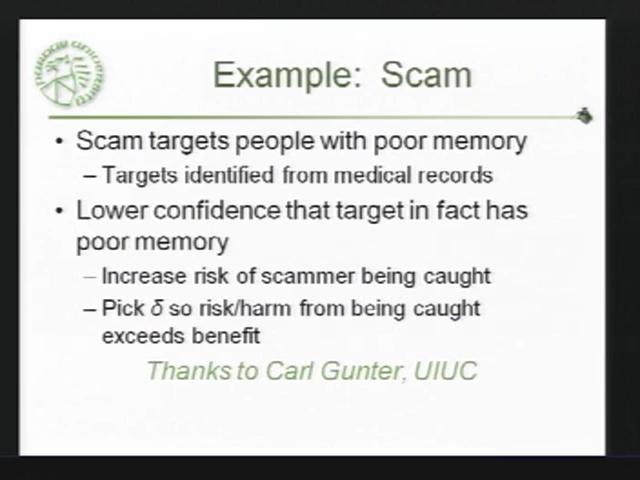 Example: Scam
• Scam targets people with poor memory
– Targets identified from medical records
• Lower confidence that target in fact has
poor memory
– Increase risk of scammer being caught
– Pick δ so risk/harm from being caught
exceeds benefit
Thanks to Carl Gunter, UIUC